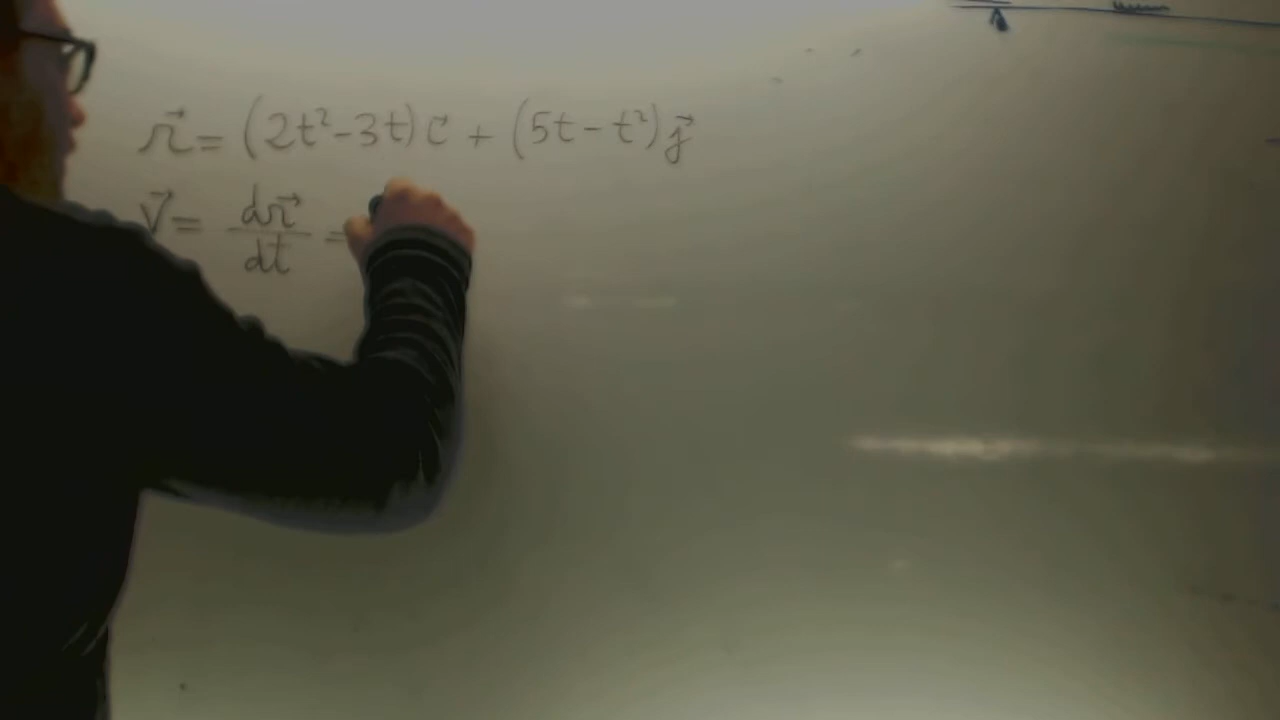 r⃗ = (2t² - 3t) i⃗ + (5t - t²) j⃗
v⃗ = dr⃗/dt =